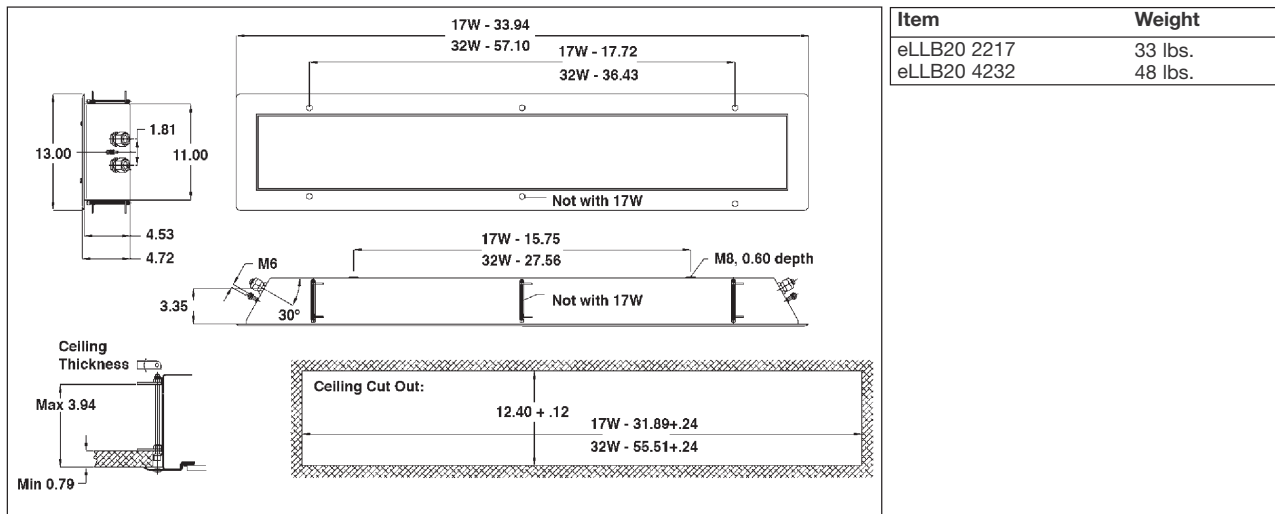 17W - 33.94
32W - 57.10
17W - 17.72
32W - 36.43
1.81
13.00
11.00
Not with 17W
4.53
4.72
17W - 15.75
32W - 27.56
M6
M8, 0.60 depth
3.35
30°
Not with 17W
Ceiling
Thickness
Max 3.94
Min 0.79
Ceiling Cut Out:
12.40 + .12
17W - 31.89+.24
32W - 55.51+.24
Item Weight
eLLB20 2217 33 lbs.
eLLB20 4232 48 lbs.